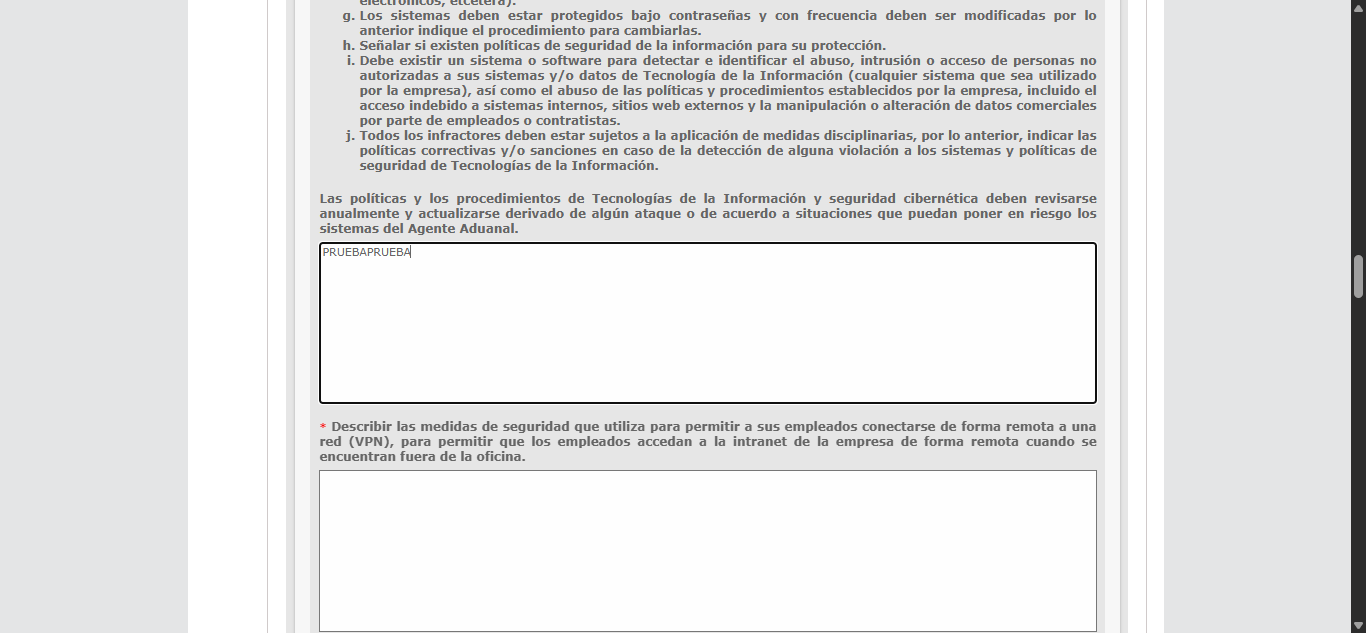 electrónicos, etcétera).
g. Los sistemas deben estar protegidos bajo contraseñas y con frecuencia deben ser modificadas por lo
anterior indique el procedimiento para cambiarlas.
h. Señalar si existen políticas de seguridad de la información para su protección.
i. Debe existir un sistema o software para detectar e identificar el abuso, intrusión o acceso de personas no
autorizadas a sus sistemas y/o datos de Tecnología de la Información (cualquier sistema que sea utilizado
por la empresa), así como el abuso de las políticas y procedimientos establecidos por la empresa, incluido el
acceso indebido a sistemas internos, sitios web externos y la manipulación o alteración de datos comerciales
por parte de empleados o contratistas.
j. Todos los infractores deben estar sujetos a la aplicación de medidas disciplinarias, por lo anterior, indicar las
políticas correctivas y/o sanciones en caso de la detección de alguna violación a los sistemas y políticas de
seguridad de Tecnologías de la Información.
Las políticas y los procedimientos de Tecnologías de la Información y seguridad cibernética deben revisarse
anualmente y actualizarse derivado de algún ataque o de acuerdo a situaciones que puedan poner en riesgo los
sistemas del Agente Aduanal.
PRUEBAPRUEBA
* Describir las medidas de seguridad que utiliza para permitir a sus empleados conectarse de forma remota a una
red (VPN), para permitir que los empleados accedan a la intranet de la empresa de forma remota cuando se
encuentran fuera de la oficina.